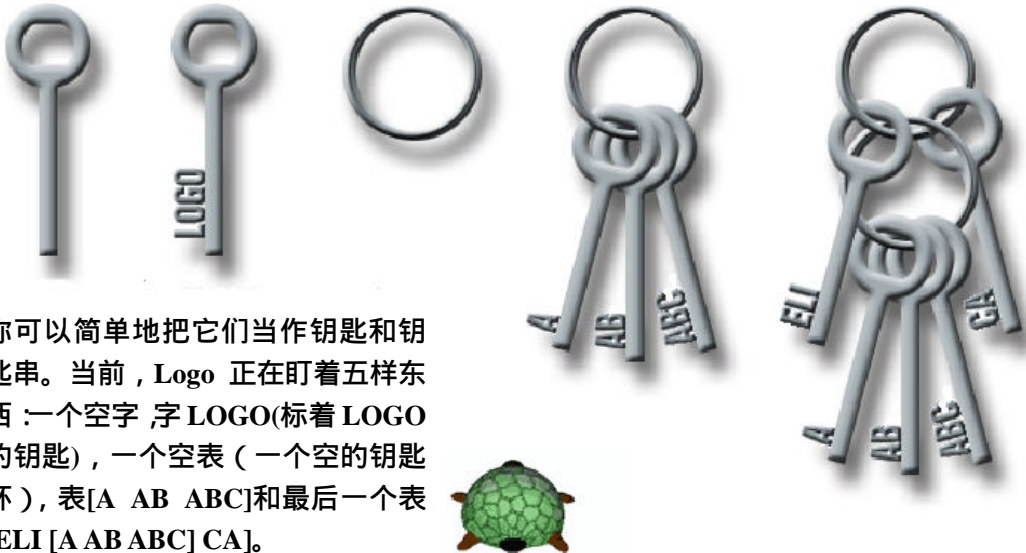 LOGO
A
AB
ABC
ELI
CA
A
AB
ABC
你可以简单地把它们当作钥匙和钥
匙串。当前，Logo 正在盯着五样东
西：一个空字，字 LOGO(标着 LOGO
的钥匙)，一个空表（一个空的钥匙
环），表[A AB ABC]和最后一个表
[ELI [A AB ABC] CA]。